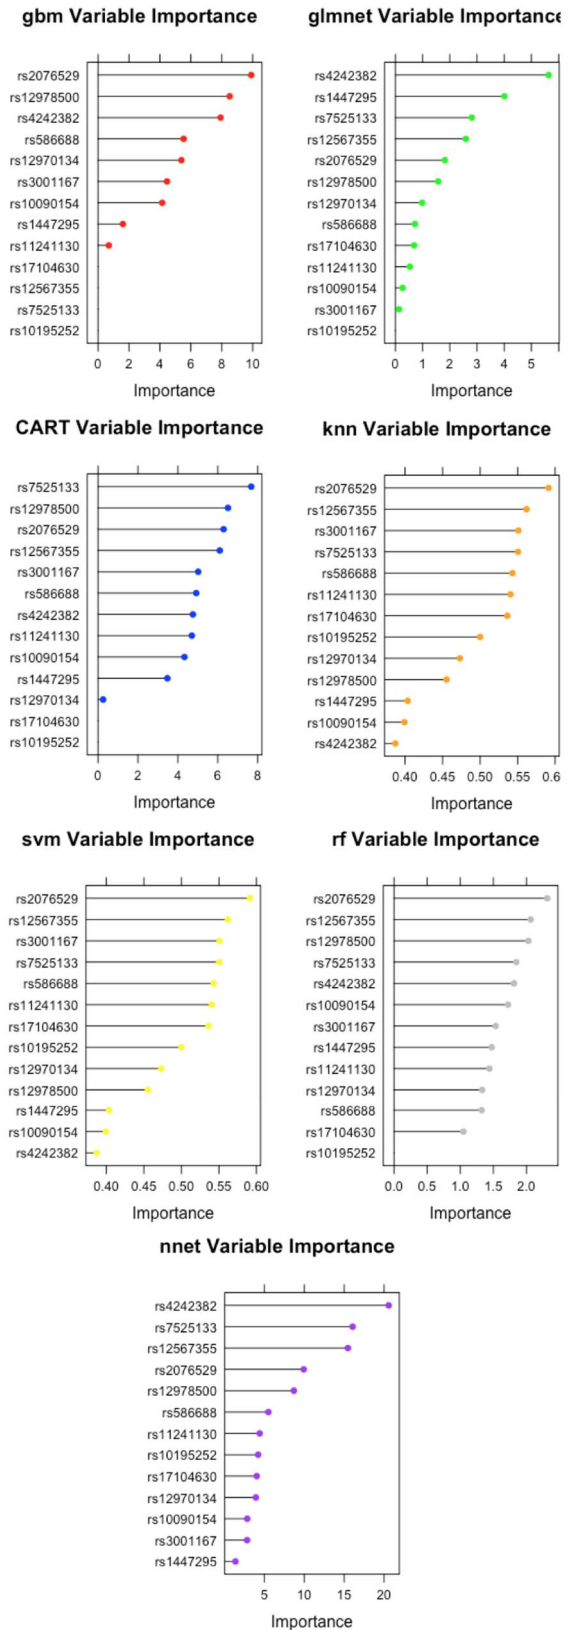 gbm Variable Importance
rs2076529
rs12978500
rs4242382
rs586688
rs12970134
rs3001167
rs10090154
rs1447295
rs11241130
rs17104630
rs12567355
rs7525133
rs10195252
0 2 4 6 8 10
Importance
glmnet Variable Importance
rs4242382
rs1447295
rs7525133
rs12567355
rs2076529
rs12978500
rs12970134
rs586688
rs17104630
rs11241130
rs10090154
rs3001167
rs10195252
0 1 2 3 4 5
Importance
CART Variable Importance
rs7525133
rs12978500
rs2076529
rs12567355
rs3001167
rs586688
rs4242382
rs11241130
rs10090154
rs1447295
rs12970134
rs17104630
rs10195252
0 2 4 6 8
Importance
knn Variable Importance
rs2076529
rs12567355
rs3001167
rs7525133
rs586688
rs11241130
rs17104630
rs10195252
rs12970134
rs12978500
rs1447295
rs10090154
rs4242382
0.40 0.45 0.50 0.55 0.6
Importance
svm Variable Importance
rs2076529
rs12567355
rs3001167
rs7525133
rs586688
rs11241130
rs17104630
rs10195252
rs12970134
rs12978500
rs1447295
rs10090154
rs4242382
0.40 0.45 0.50 0.55 0.60
Importance
rf Variable Importance
rs2076529
rs12567355
rs12978500
rs7525133
rs4242382
rs10090154
rs3001167
rs1447295
rs11241130
rs12970134
rs586688
rs17104630
rs10195252
0.0 0.5 1.0 1.5 2.0
Importance
nnet Variable Importance
rs4242382
rs7525133
rs12567355
rs2076529
rs12978500
rs586688
rs11241130
rs10195252
rs17104630
rs12970134
rs10090154
rs3001167
rs1447295
5 10 15 20
Importance